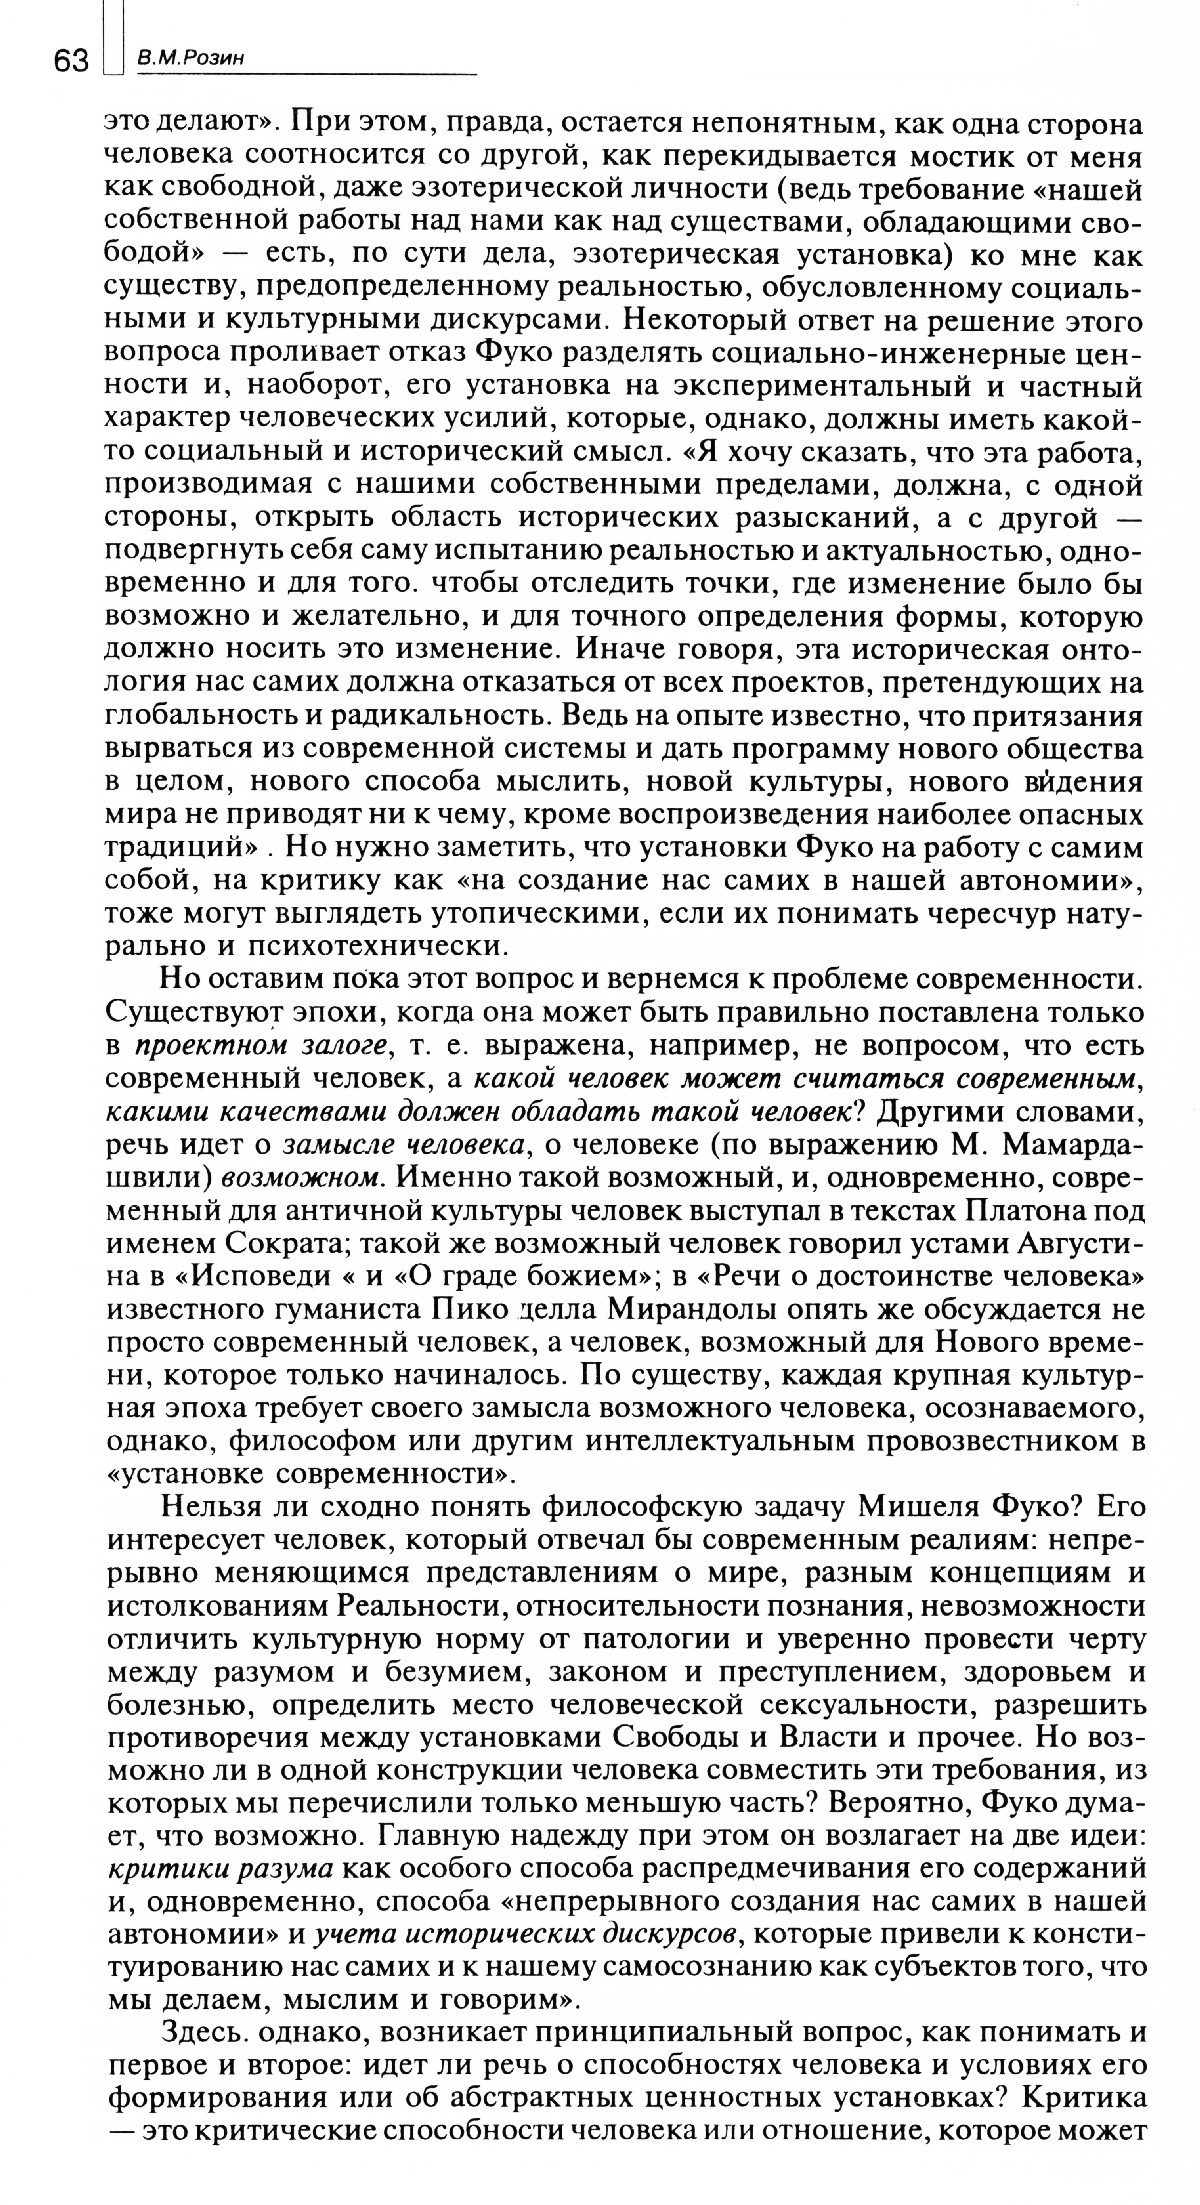 63
В.М.Розин
это делают». При этом, правда, остается непонятным, как одна сторона
человека соотносится со другой, как перекидывается мостик от меня
как свободной, даже эзотерической личности (ведь требование «нашей
собственной работы над нами как над существами, обладающими сво-
бодой» — есть, по сути дела, эзотерическая установка) ко мне как
существу, предопределенному реальностью, обусловленному социаль-
ными и культурными дискурсами. Некоторый ответ на решение этого
вопроса проливает отказ Фуко разделять социально-инженерные цен-
ности и, наоборот, его установка на экспериментальный и частный
характер человеческих усилий, которые, однако, должны иметь какой-
то социальный и исторический смысл. «Я хочу сказать, что эта работа,
производимая с нашими собственными пределами, должна, с одной
стороны, открыть область исторических разысканий, а с другой —
подвергнуть себя саму испытанию реальностью и актуальностью, одно-
временно и для того. чтобы отследить точки, где изменение было бы
возможно и желательно, и для точного определения формы, которую
должно носить это изменение. Иначе говоря, эта историческая онто-
логия нас самих должна отказаться от всех проектов, претендующих на
глобальность и радикальность. Ведь на опыте известно, что притязания
вырваться из современной системы и дать программу нового общества
в целом, нового способа мыслить, новой культуры, нового ви́дения
мира не приводят ни к чему, кроме воспроизведения наиболее опасных
традиций» . Но нужно заметить, что установки Фуко на работу с самим
собой, на критику как «на создание нас самих в нашей автономии»,
тоже могут выглядеть утопическими, если их понимать чересчур нату-
рально и психотехнически.
Но оставим пока этот вопрос и вернемся к проблеме современности.
Существуют эпохи, когда она может быть правильно поставлена только
в проектном залоге, т. е. выражена, например, не вопросом, что есть
современный человек, а какой человек может считаться современным,
какими качествами должен обладать такой человек? Другими словами,
речь идет о замысле человека, о человеке (по выражению М. Мамарда-
швили) возможном. Именно такой возможный, и, одновременно, совре-
менный для античной культуры человек выступал в текстах Платона под
именем Сократа; такой же возможный человек говорил устами Августи-
на в «Исповеди « и «О граде божием»; в «Речи о достоинстве человека»
известного гуманиста Пико делла Мирандолы опять же обсуждается не
просто современный человек, а человек, возможный для Нового време-
ни, которое только начиналось. По существу, каждая крупная культур-
ная эпоха требует своего замысла возможного человека, осознаваемого,
однако, философом или другим интеллектуальным провозвестником в
«установке современности».
Нельзя ли сходно понять философскую задачу Мишеля Фуко? Его
интересует человек, который отвечал бы современным реалиям: непре-
рывно меняющимся представлениям о мире, разным концепциям и
истолкованиям Реальности, относительности познания, невозможности
отличить культурную норму от патологии и уверенно провести черту
между разумом и безумием, законом и преступлением, здоровьем и
болезнью, определить место человеческой сексуальности, разрешить
противоречия между установками Свободы и Власти и прочее. Но воз-
можно ли в одной конструкции человека совместить эти требования, из
которых мы перечислили только меньшую часть? Вероятно, Фуко дума-
ет, что возможно. Главную надежду при этом он возлагает на две идеи:
критики разума как особого способа распредмечивания его содержаний
и, одновременно, способа «непрерывного создания нас самих в нашей
автономии» и учета исторических дискурсов, которые привели к консти-
туированию нас самих и к нашему самосознанию как субъектов того, что
мы делаем, мыслим и говорим».
Здесь. однако, возникает принципиальный вопрос, как понимать и
первое и второе: идет ли речь о способностях человека и условиях его
формирования или об абстрактных ценностных установках? Критика
— это критические способности человека или отношение, которое может